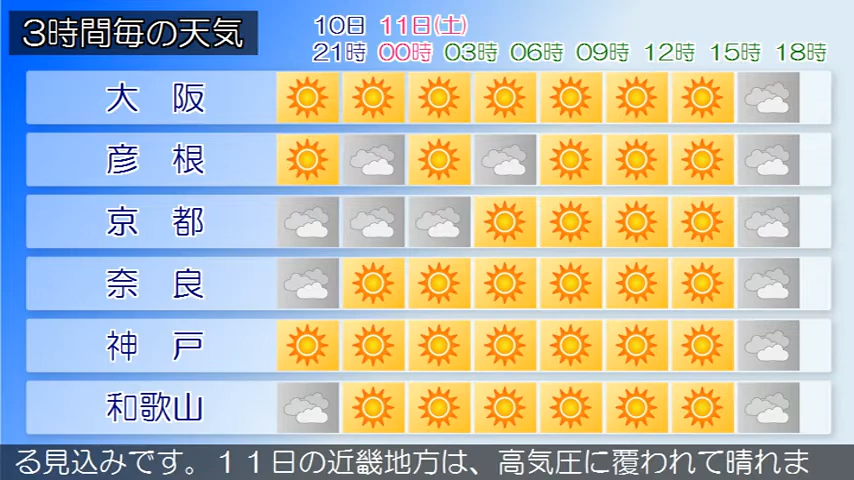 3時間毎の天気
10日 11日(土)
21時 00時 03時 06時 09時 12時 15時 18時
大阪
彦根
京都
奈良
神戸
和歌山
る見込みです。１１日の近畿地方は、高気圧に覆われて晴れま